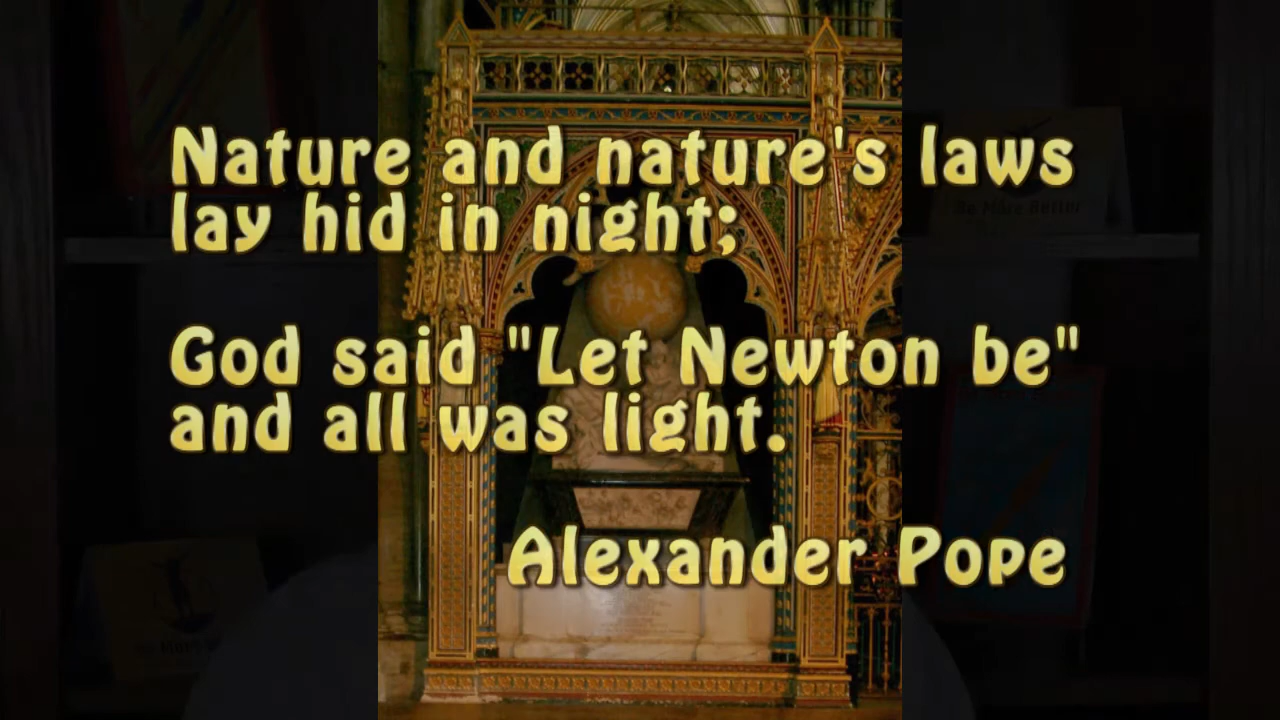 Nature and nature's laws
lay hid in night;
God said "Let Newton be"
and all was light.
Alexander Pope